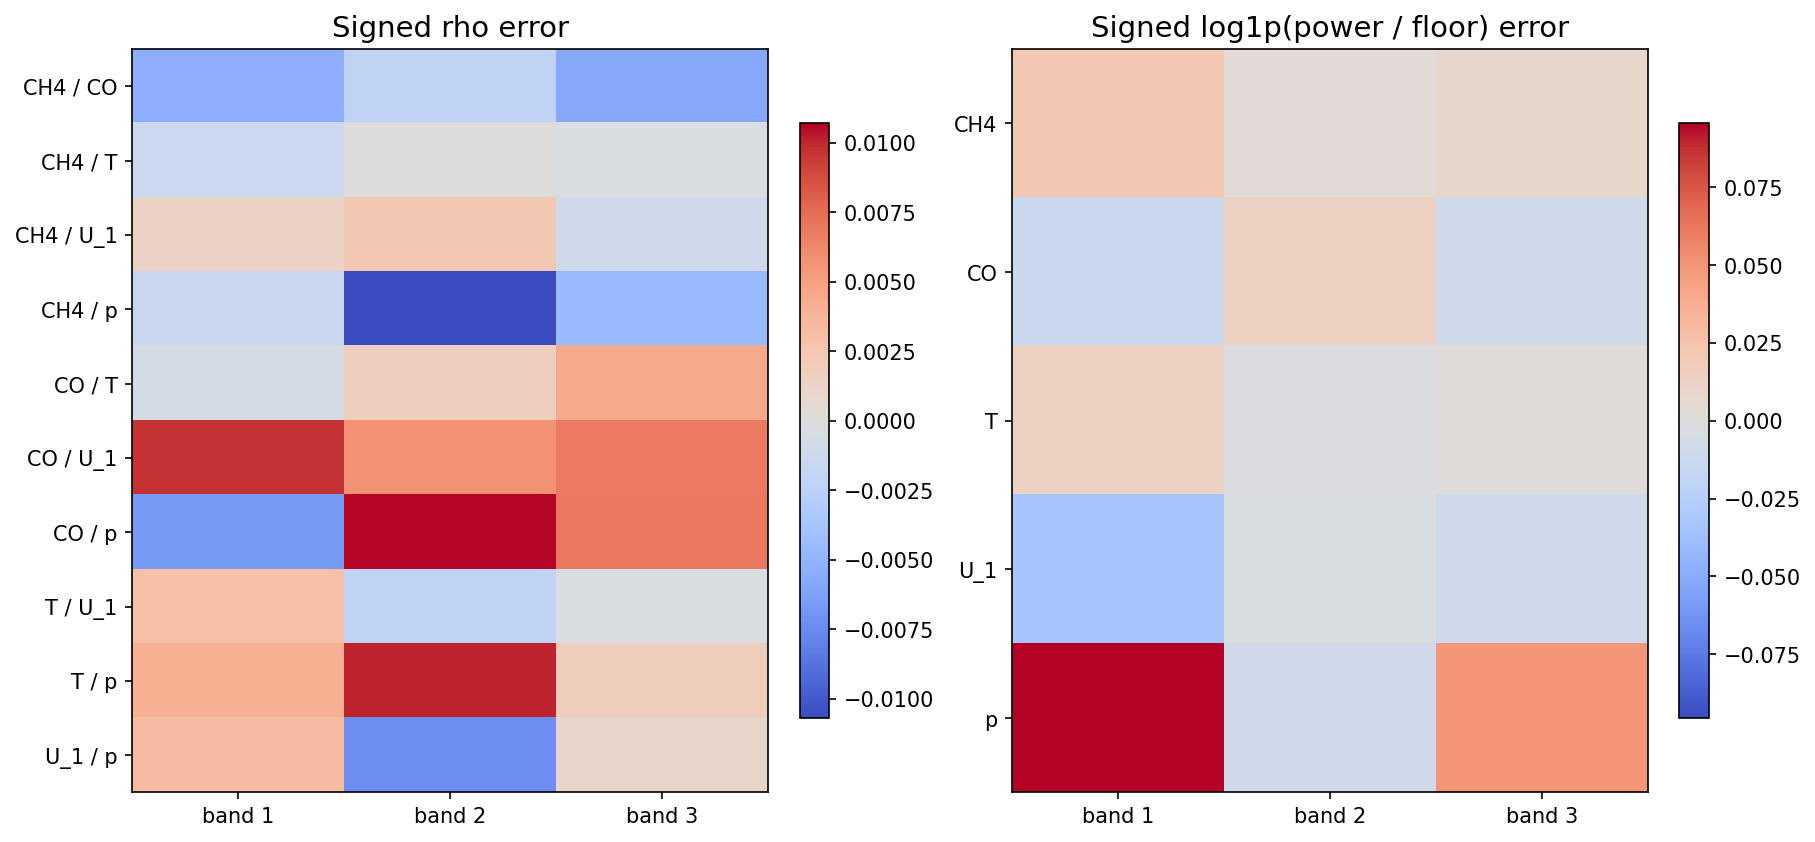 Signed rho error
CH4 / CO
CH4 / T
CH4 / U_1
CH4 / p
CO / T
CO / U_1
CO / p
T / U_1
T / p
U_1 / p
band 1
band 2
band 3
0.0100
0.0075
0.0050
0.0025
0.0000
−0.0025
−0.0050
−0.0075
−0.0100
Signed log1p(power / floor) error
CH4
CO
T
U_1
p
band 1
band 2
band 3
0.075
0.050
0.025
0.000
−0.025
−0.050
−0.075